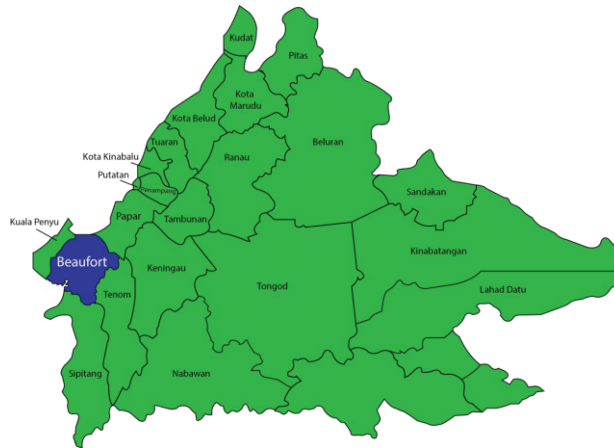 Kudat
Pitas
Kota
Marudu
Kota Belud
Tuaran
Ranau
Beluran
Kota Kinabalu
Putatan
Penampang
Sandakan
Papar
Tambunan
Kuala Penyu
Kinabatangan
Beaufort
Keningau
Tongod
Tenom
Lahad Datu
Sipitang
Nabawan